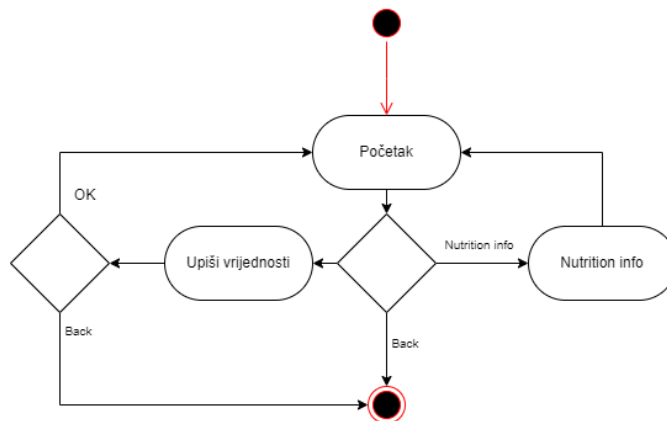 Početak
OK
Nutrition info
Upiši vrijednosti
Nutrition info
Back
Back